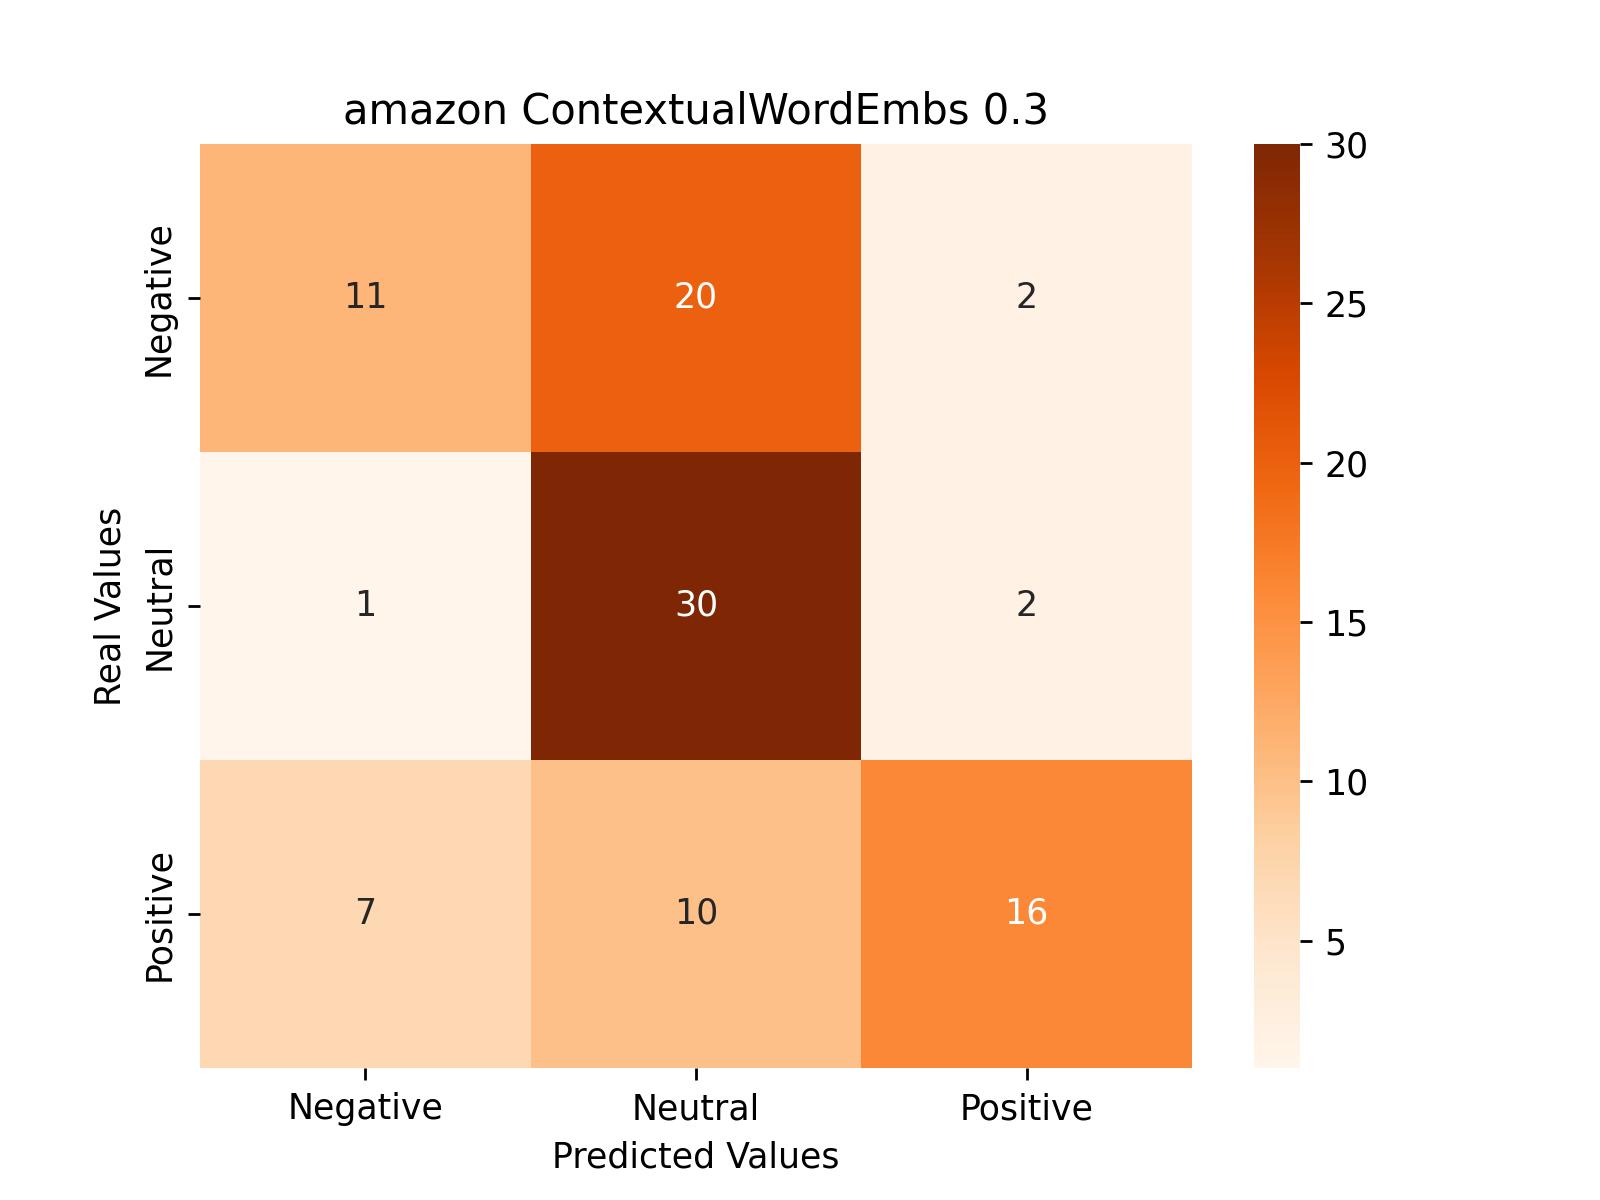 amazon ContextualWordEmbs 0.3
Real Values
Negative
11 20 2
Neutral
1 30 2
Positive
7 10 16
Negative Neutral Positive
Predicted Values
30
25
20
15
10
5